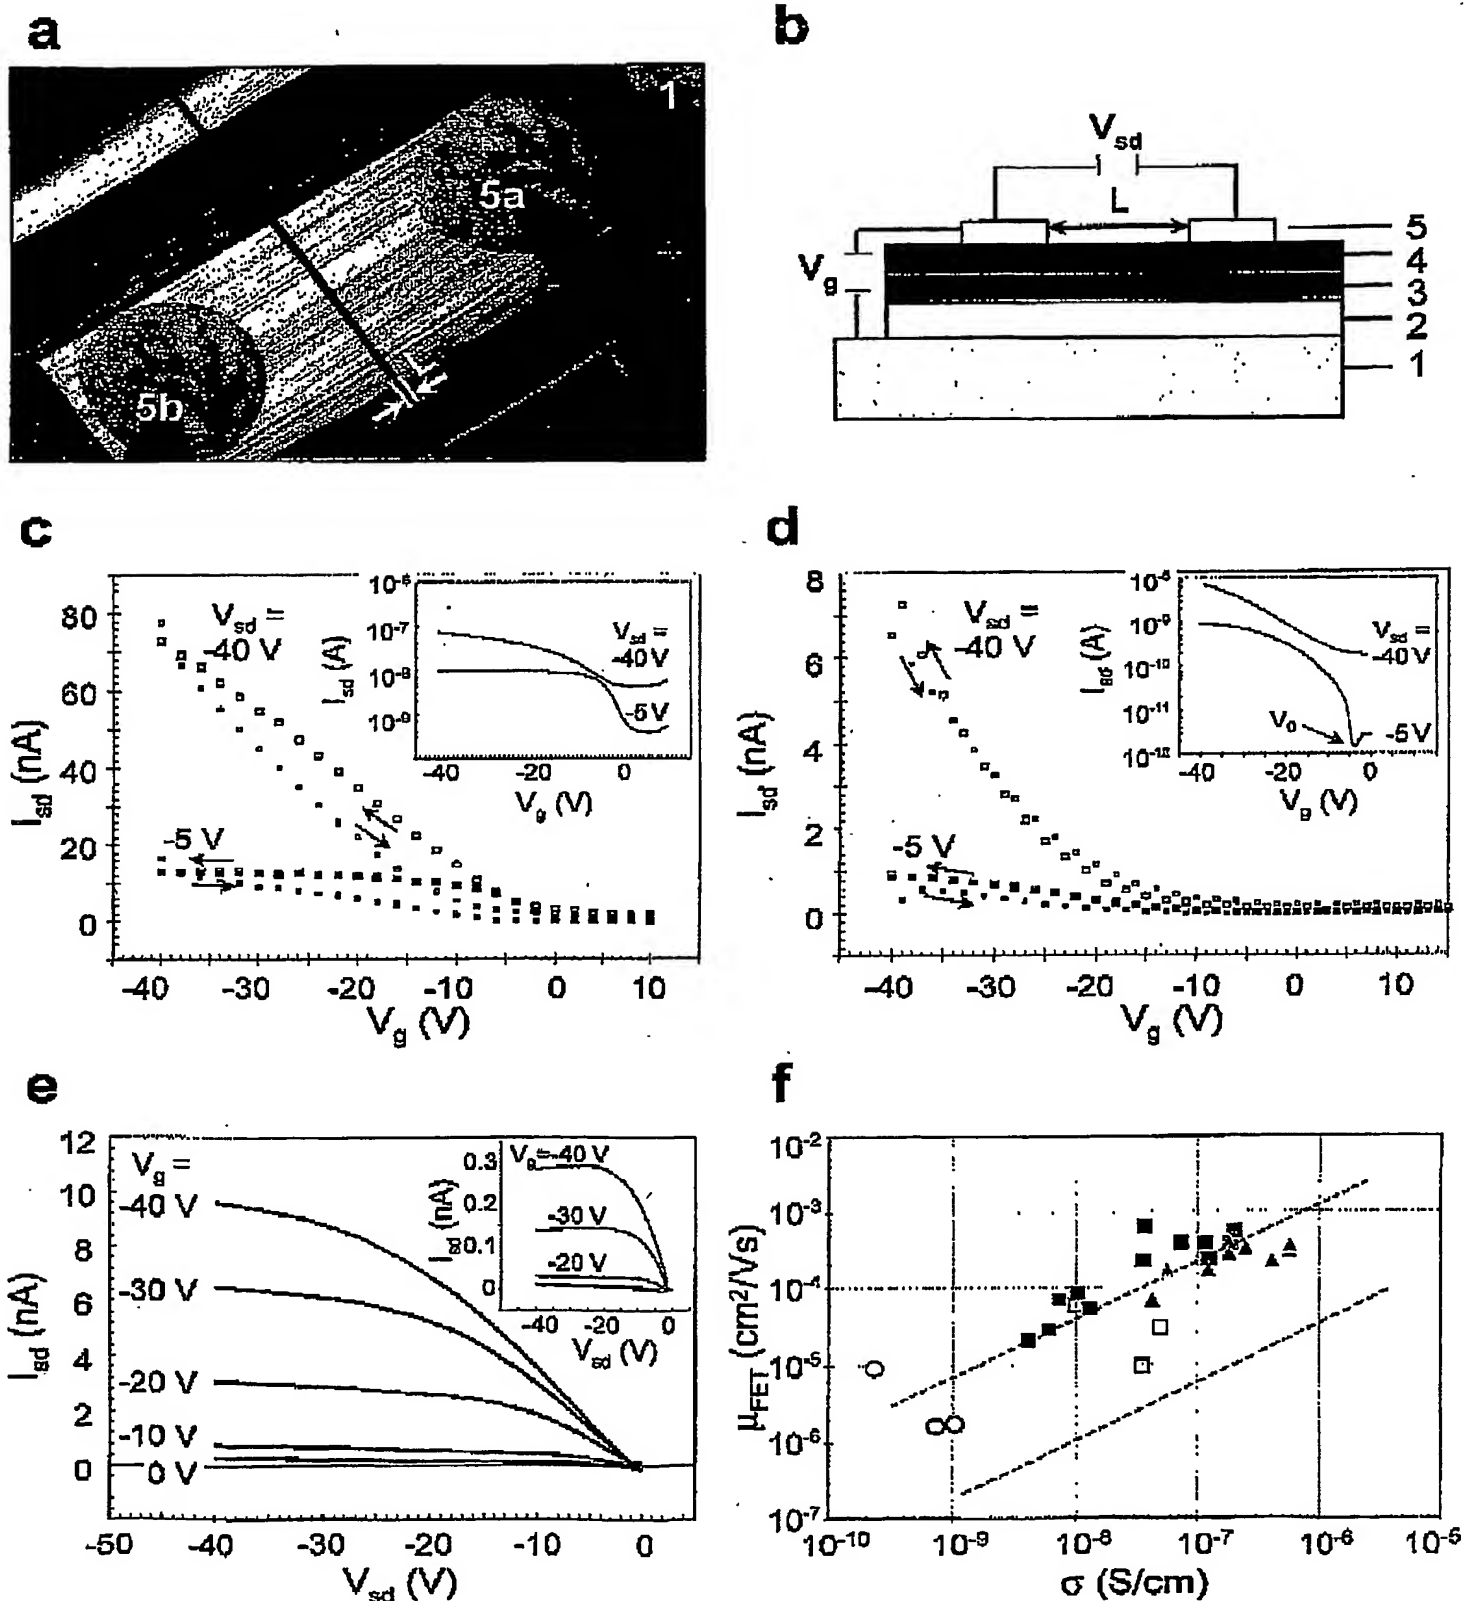 a
b
1
5a
5b
L
V_sd
L
V_g
5
4
3
2
1
c
d
V_sd =
-40 V
-5 V
80
60
40
20
0
I_sd (nA)
-40 -30 -20 -10 0 10
V_g (V)
10^-7
10^-8
10^-9
I_sd (A)
V_sd =
-40 V
-5 V
-40 -20 0
V_g (V)
V_sd =
-40 V
-5 V
8
6
4
2
0
I_sd (nA)
-40 -30 -20 -10 0 10
V_g (V)
10^-8
10^-9
10^-10
10^-11
10^-12
I_sd (A)
V_sd =
-40 V
V_0
-5 V
-40 -20 0
V_g (V)
e
f
12
10
8
6
4
2
0
I_sd (nA)
V_g =
-40 V
-30 V
-20 V
-10 V
0 V
-50 -40 -30 -20 -10 0
V_sd (V)
0.3
0.2
0.1
0
I_sd (nA)
V_g=-40 V
-30 V
-20 V
-40 -20 0
V_sd (V)
10^-2
10^-3
10^-4
10^-5
10^-6
10^-7
μ_FET (cm²/Vs)
10^-10 10^-9 10^-8 10^-7 10^-6 10^-5
σ (S/cm)